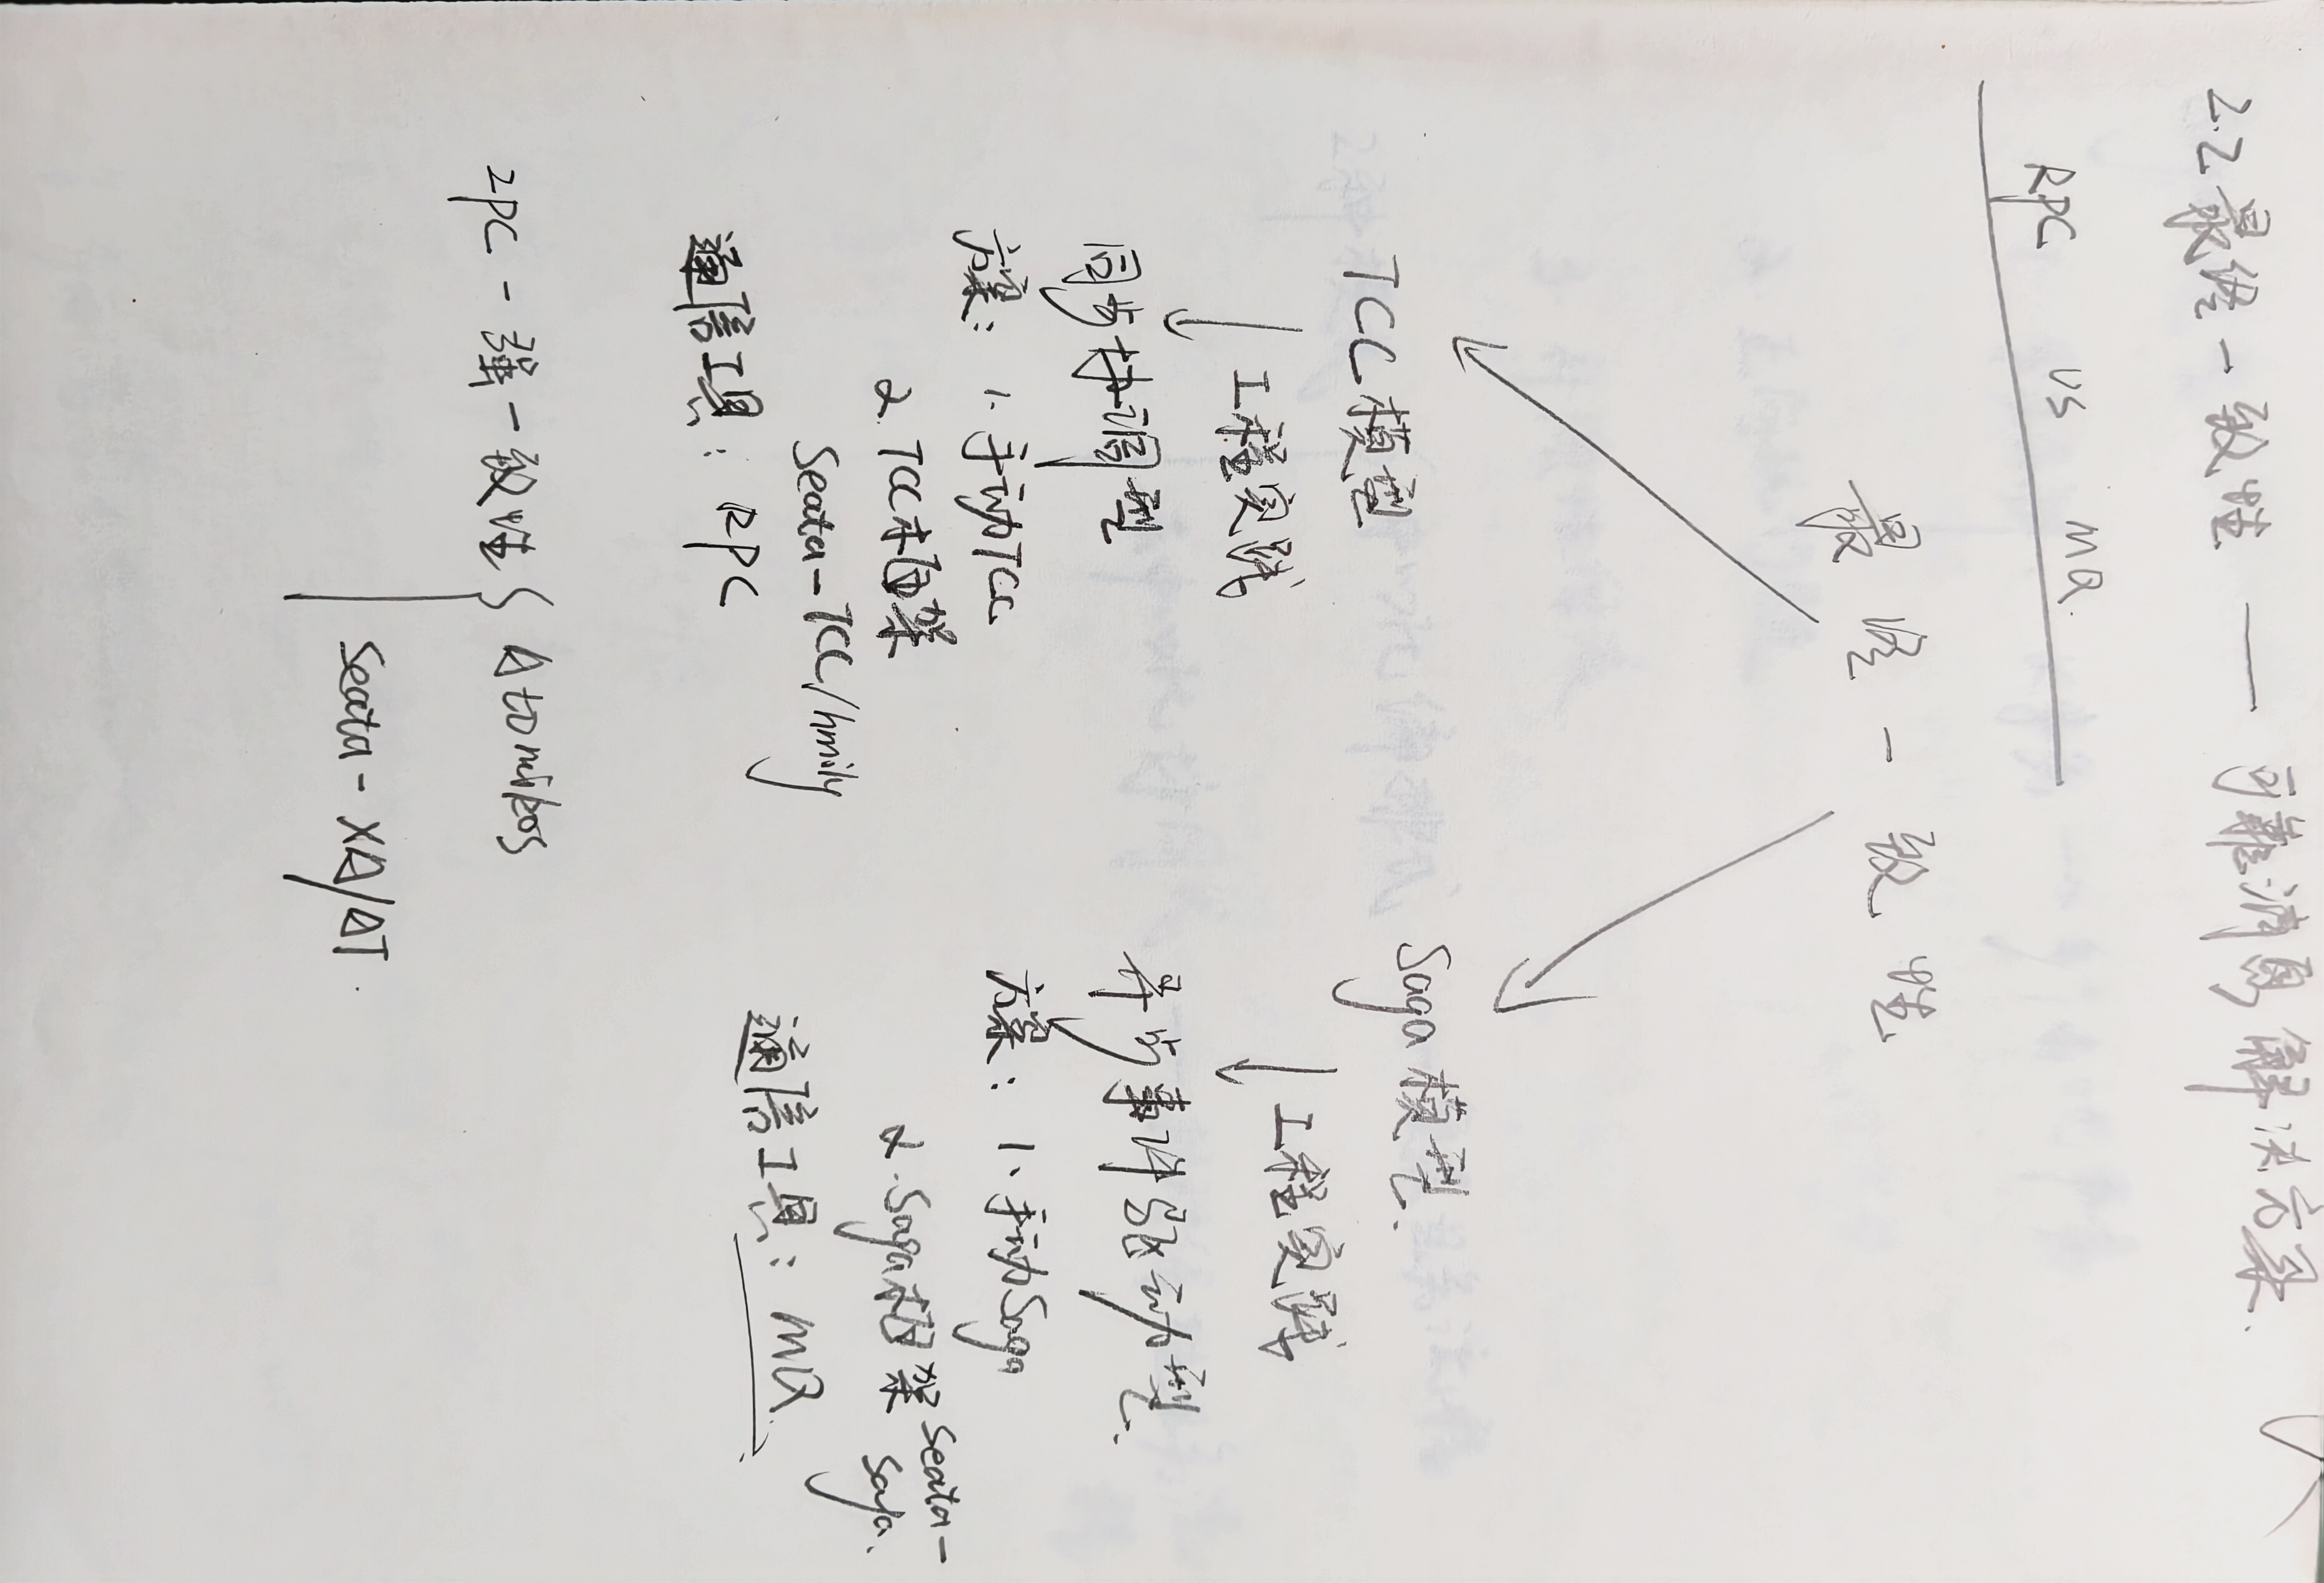 2.2 最终一致性 —— 可靠消息解决方案.
RPC vs MQ.
最终一致性
TCC模型
工程实践
同步协调型
方案: 1. 手动TCC
2. TCC框架
Seata-TCC/hmily
通信工具: RPC
Saga模型.
工程实践
异步事件驱动型.
方案: 1. 手动Saga
2. Saga框架 Seata-
Saga.
通信工具: MQ.
2PC - 强一致性 { Atomikos
Seata - XA/AT.